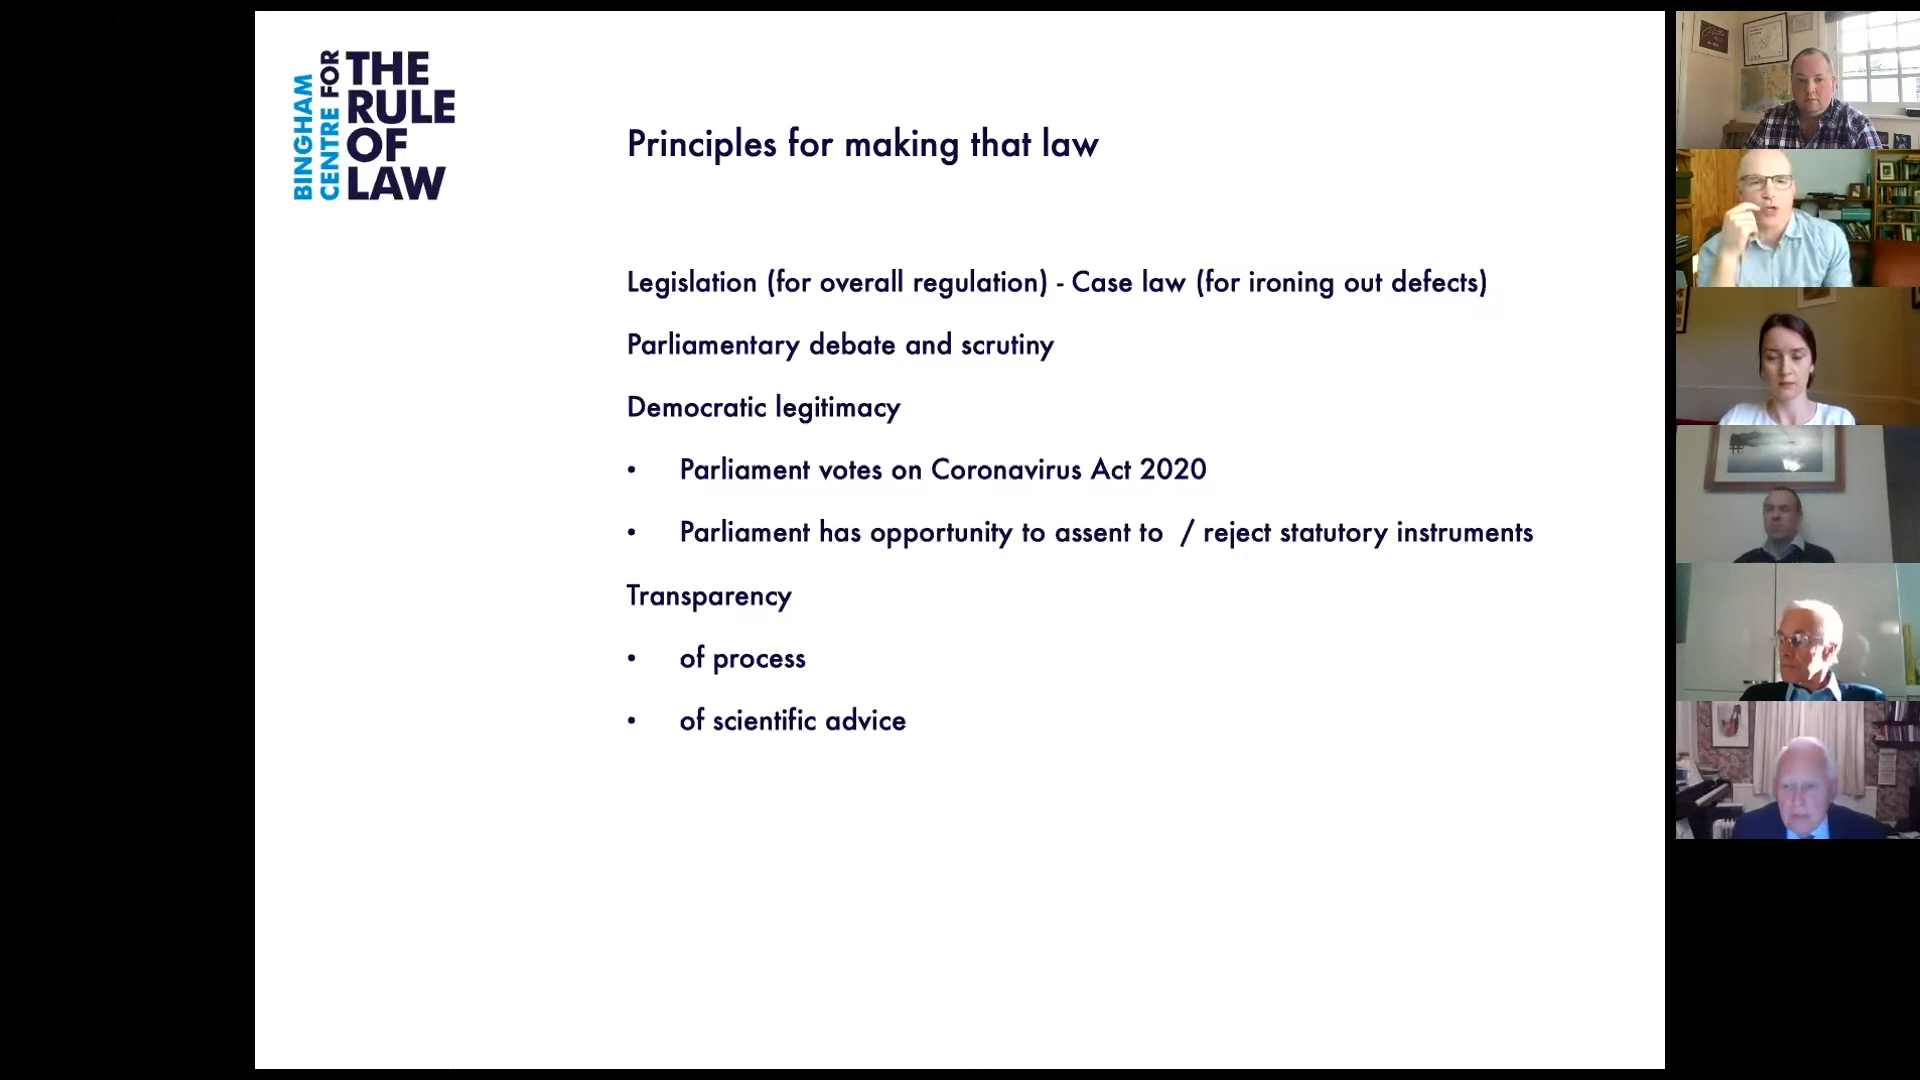 BINGHAM
CENTRE FOR
THE
RULE
OF
LAW
Principles for making that law
Legislation (for overall regulation) - Case law (for ironing out defects)
Parliamentary debate and scrutiny
Democratic legitimacy
• Parliament votes on Coronavirus Act 2020
• Parliament has opportunity to assent to / reject statutory instruments
Transparency
• of process
• of scientific advice